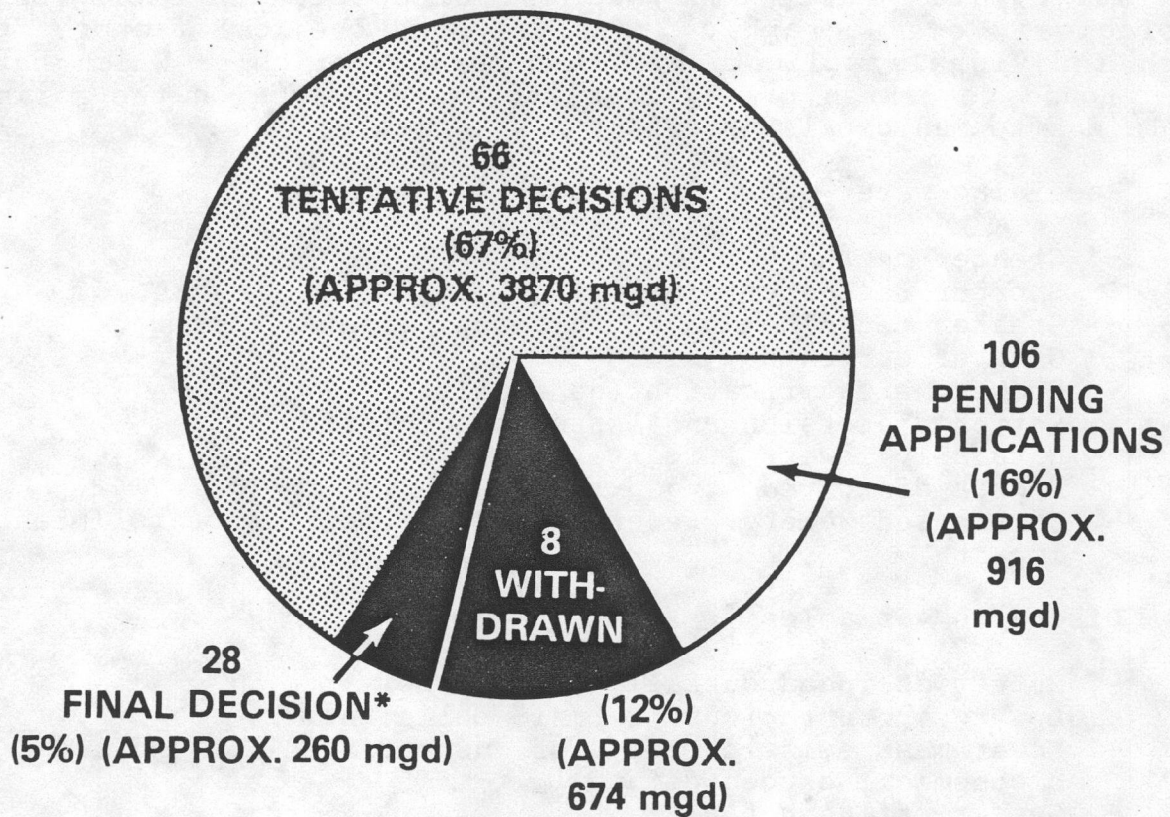 66
TENTATIVE DECISIONS
(67%)
(APPROX. 3870 mgd)
106
PENDING
APPLICATIONS
(16%)
(APPROX.
916
mgd)
8
WITH-
DRAWN
(12%)
(APPROX.
674 mgd)
28
FINAL DECISION*
(5%) (APPROX. 260 mgd)